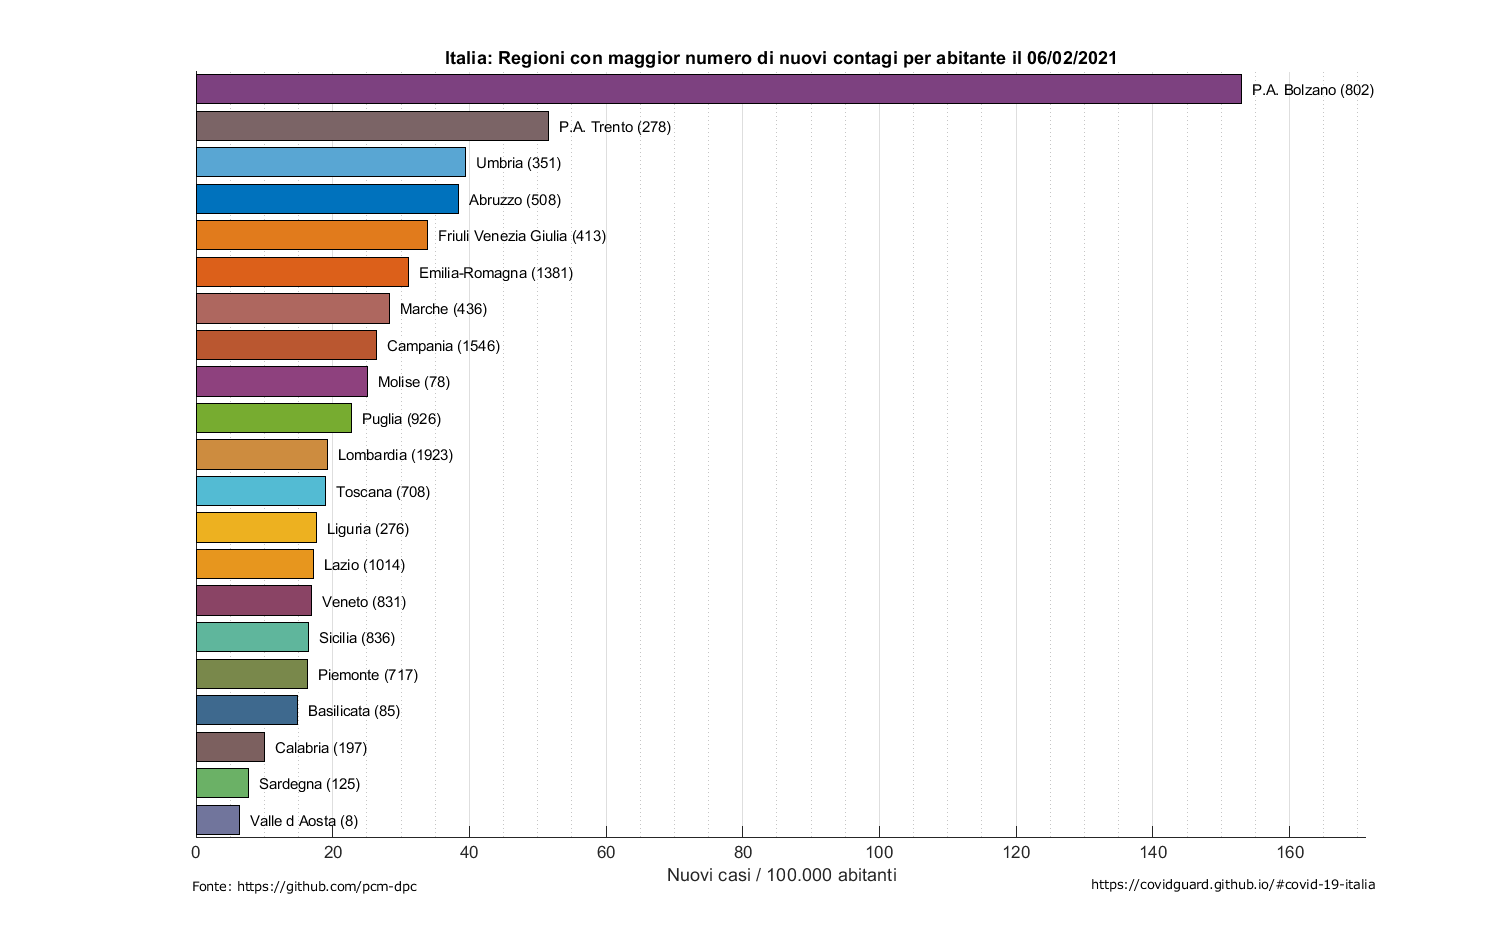 Italia: Regioni con maggior numero di nuovi contagi per abitante il 06/02/2021
P.A. Bolzano (802)
P.A. Trento (278)
Umbria (351)
Abruzzo (508)
Friuli Venezia Giulia (413)
Emilia-Romagna (1381)
Marche (436)
Campania (1546)
Molise (78)
Puglia (926)
Lombardia (1923)
Toscana (708)
Liguria (276)
Lazio (1014)
Veneto (831)
Sicilia (836)
Piemonte (717)
Basilicata (85)
Calabria (197)
Sardegna (125)
Valle d Aosta (8)
0 20 40 60 80 100 120 140 160
Nuovi casi / 100.000 abitanti
Fonte: https://github.com/pcm-dpc
https://covidguard.github.io/#covid-19-italia